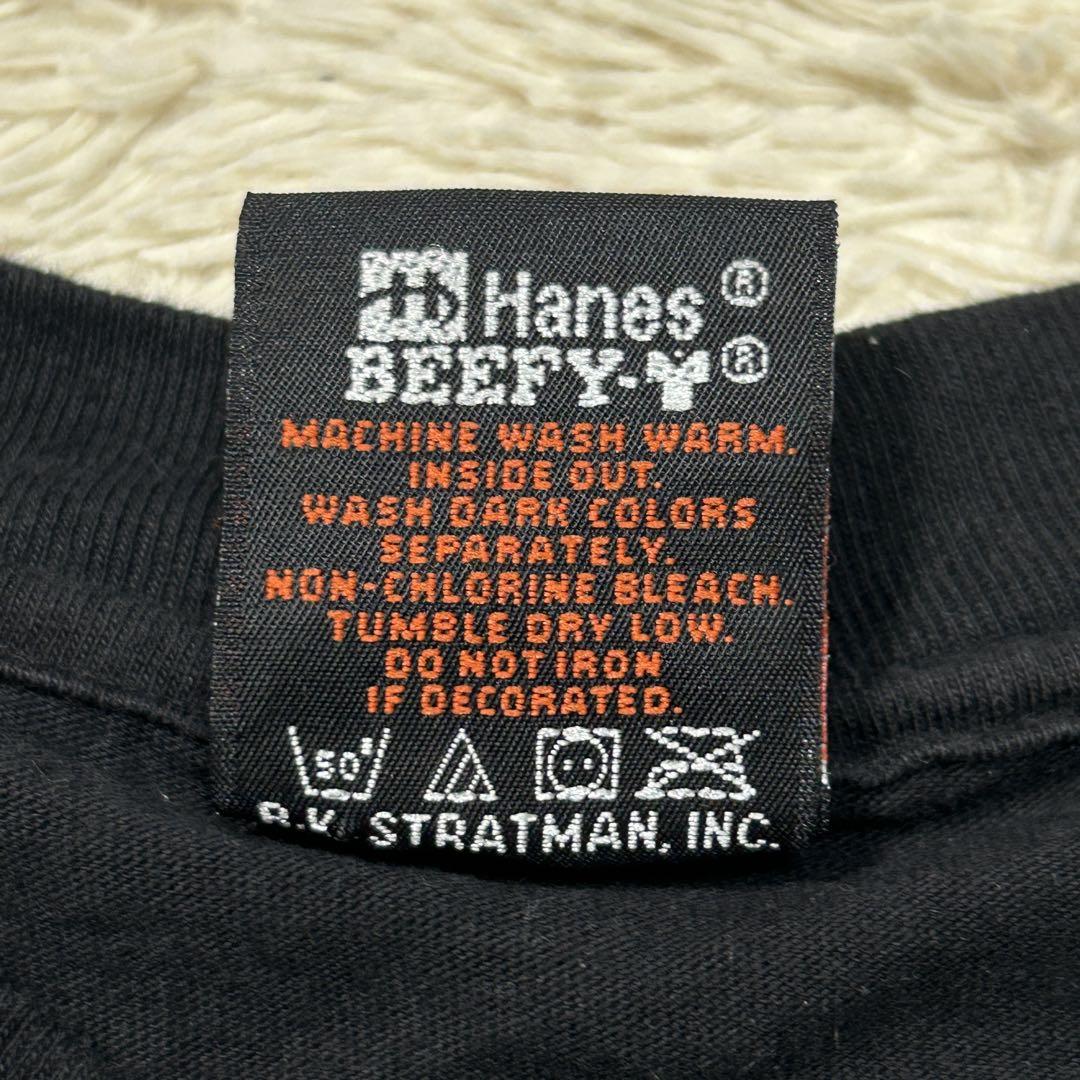 Hanes®
BEEFY-T®
MACHINE WASH WARM.
INSIDE OUT.
WASH DARK COLORS
SEPARATELY.
NON-CHLORINE BLEACH.
TUMBLE DRY LOW.
DO NOT IRON
IF DECORATED.
50°
R.K. STRATMAN, INC.